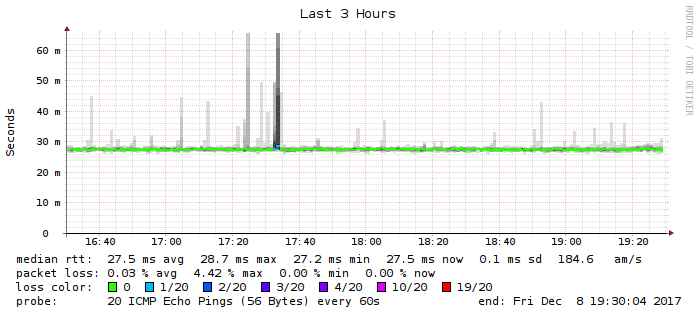 Last 3 Hours
RRDTOOL / TOBI OETIKER
Seconds
60 m
50 m
40 m
30 m
20 m
10 m
0
16:40 17:00 17:20 17:40 18:00 18:20 18:40 19:00 19:20
median rtt: 27.5 ms avg 28.7 ms max 27.2 ms min 27.5 ms now 0.1 ms sd 184.6 am/s
packet loss: 0.03 % avg 4.42 % max 0.00 % min 0.00 % now
loss color: 0 1/20 2/20 3/20 4/20 10/20 19/20
probe: 20 ICMP Echo Pings (56 Bytes) every 60s end: Fri Dec 8 19:30:04 2017